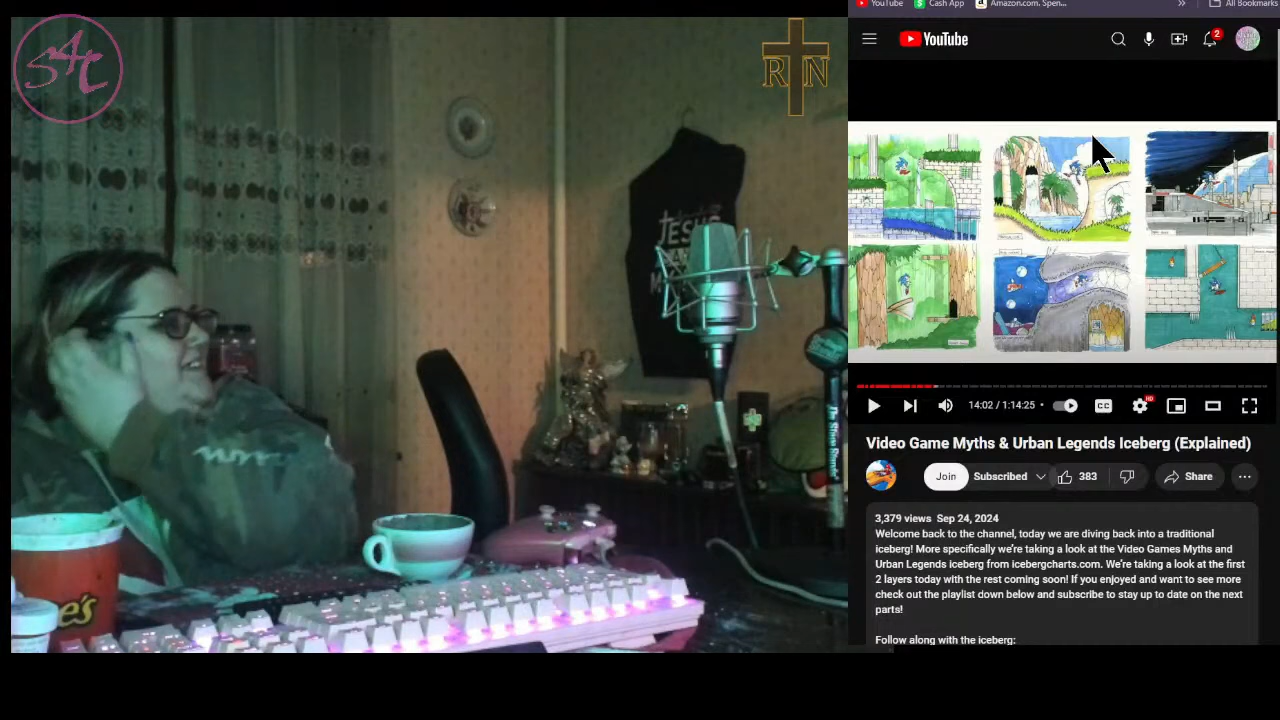 S4C
R N
JESUS
e's
YouTube
Cash App
Amazon.com. Spen...
»
All Bookmarks
YouTube
2
14:02 / 1:14:25 •
CC
HD
Video Game Myths & Urban Legends Iceberg (Explained)
Join
Subscribed
383
Share
3,379 views Sep 24, 2024
Welcome back to the channel, today we are diving back into a traditional
iceberg! More specifically we're taking a look at the Video Games Myths and
Urban Legends iceberg from icebergcharts.com. We're taking a look at the first
2 layers today with the rest coming soon! If you enjoyed and want to see more
check out the playlist down below and subscribe to stay up to date on the next
parts!
Follow along with the iceberg: